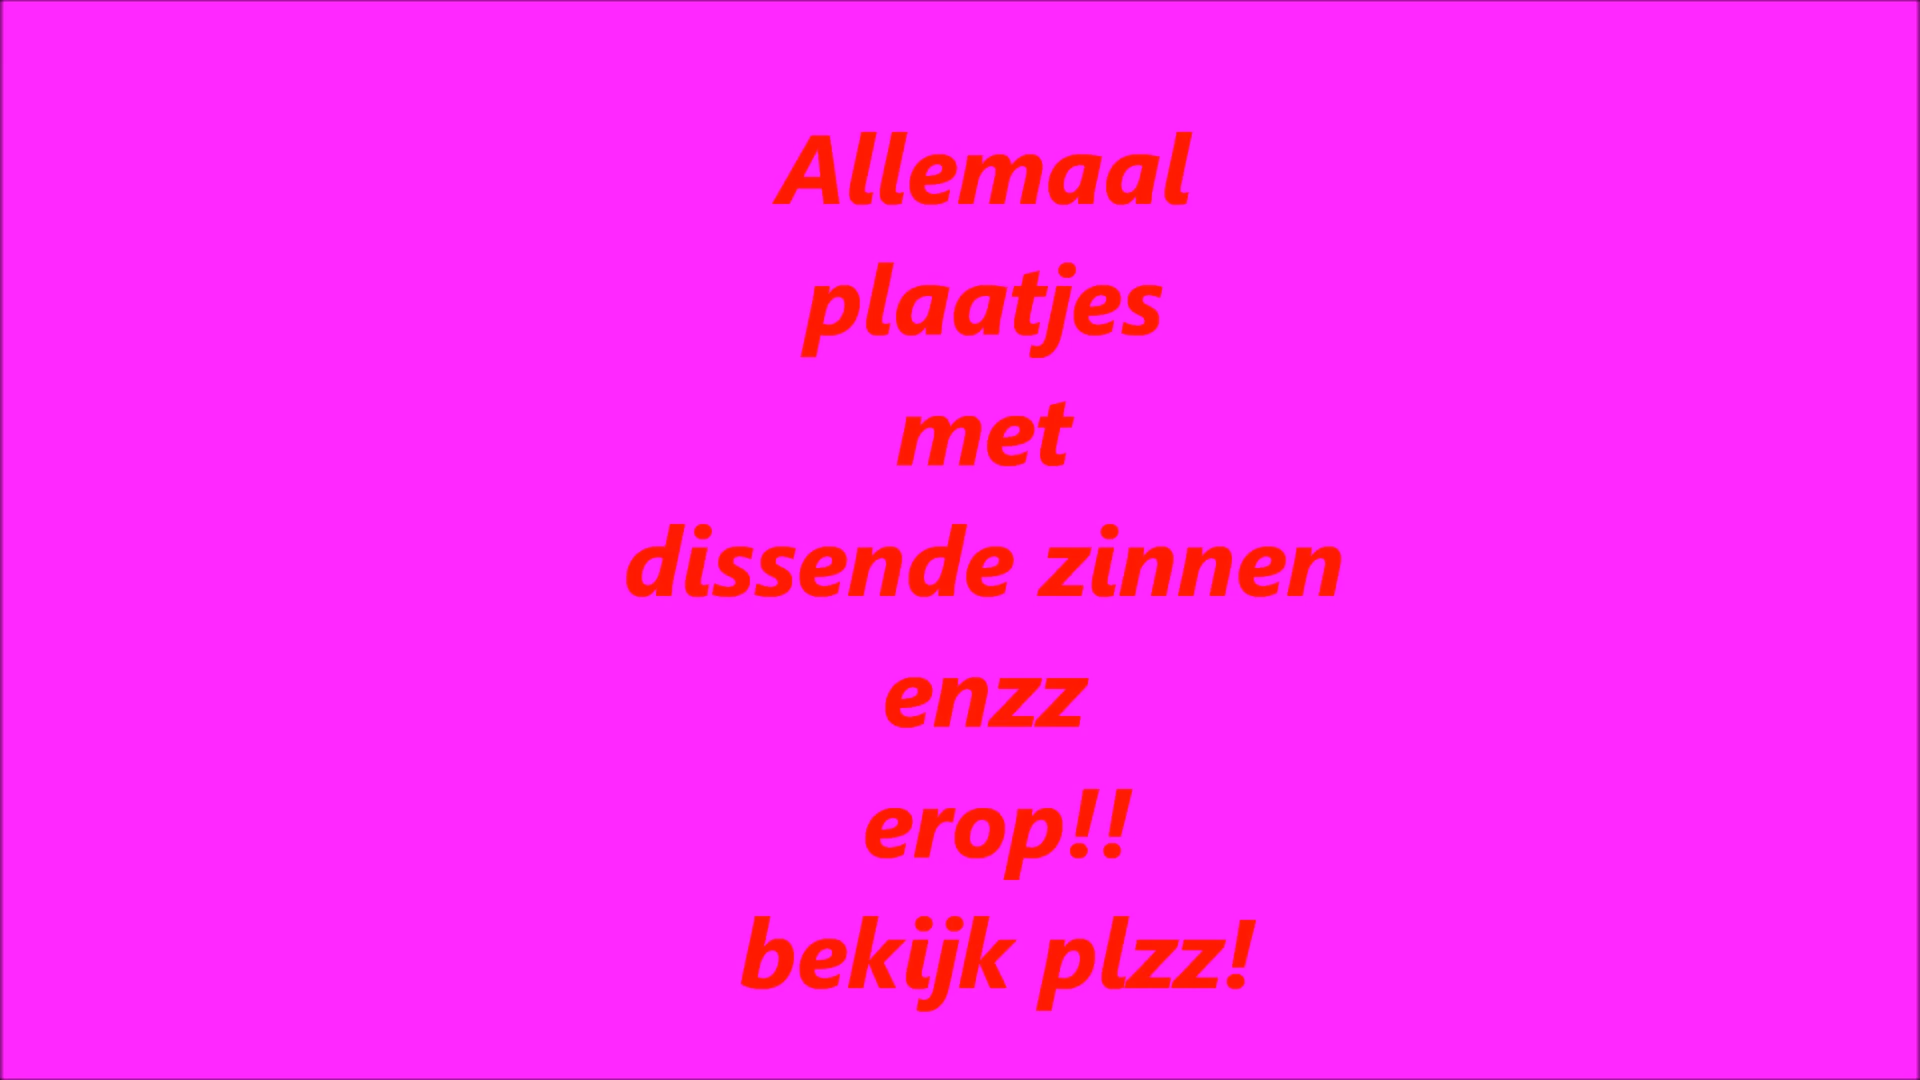 Allemaal
plaatjes
met
dissende zinnen
enzz
erop!!
bekijk plzz!